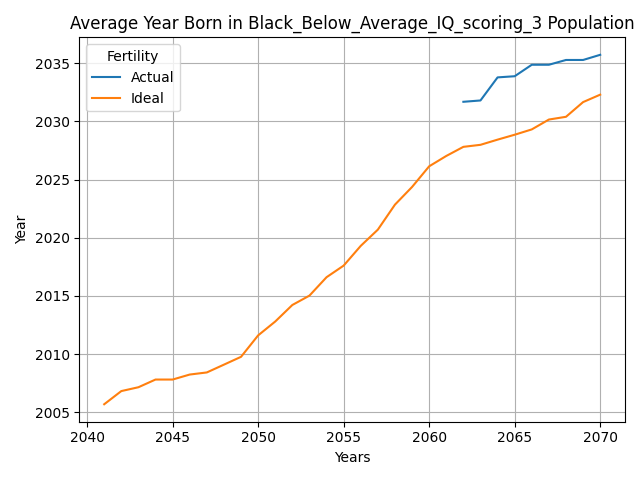 Average Year Born in Black_Below_Average_IQ_scoring_3 Population
Fertility
Actual
Ideal
2035
2030
2025
2020
2015
2010
2005
Year
2040 2045 2050 2055 2060 2065 2070
Years